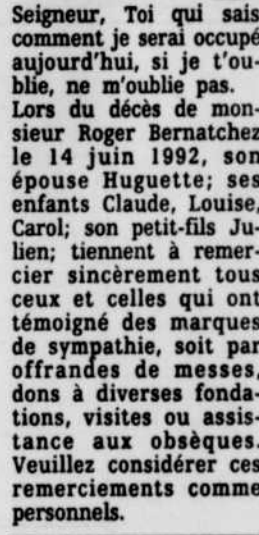 Seigneur, Toi qui sais
comment je serai occupé
aujourd'hui, si je t'ou-
blie, ne m'oublie pas.
Lors du décès de mon-
sieur Roger Bernatchez
le 14 juin 1992, son
épouse Huguette; ses
enfants Claude, Louise,
Carol; son petit-fils Ju-
lien; tiennent à remer-
cier sincèrement tous
ceux et celles qui ont
témoigné des marques
de sympathie, soit par
offrandes de messes,
dons à diverses fonda-
tions, visites ou assis-
tance aux obsèques.
Veuillez considérer ces
remerciements comme
personnels.